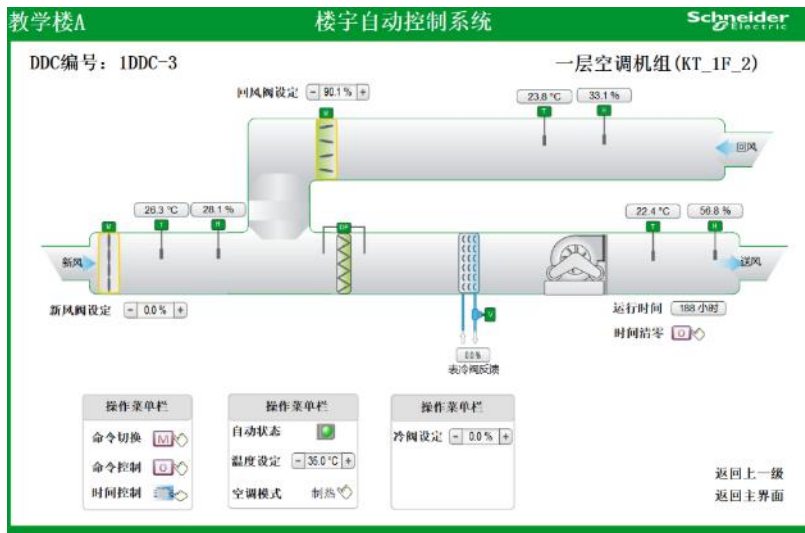 教学楼A 楼宇自动控制系统 Schneider Electric
DDC编号：1DDC-3 一层空调机组(KT_1F_2)
回风阀设定 - 90.1 % +
23.8 °C 33.1 %
T H
M
回风
26.3 °C 28.1 %
22.4 °C 56.8 %
M T H DP T H
新风 送风
新风阀设定 - 0.0 % +
运行时间 188 小时
V
时间清零 O
0.0 %
表冷阀反馈
操作菜单栏 操作菜单栏 操作菜单栏
命令切换 M 自动状态 冷阀设定 - 0.0 % +
命令控制 O 温度设定 - 35.0 °C +
时间控制 空调模式 制热
返回上一级
返回主界面